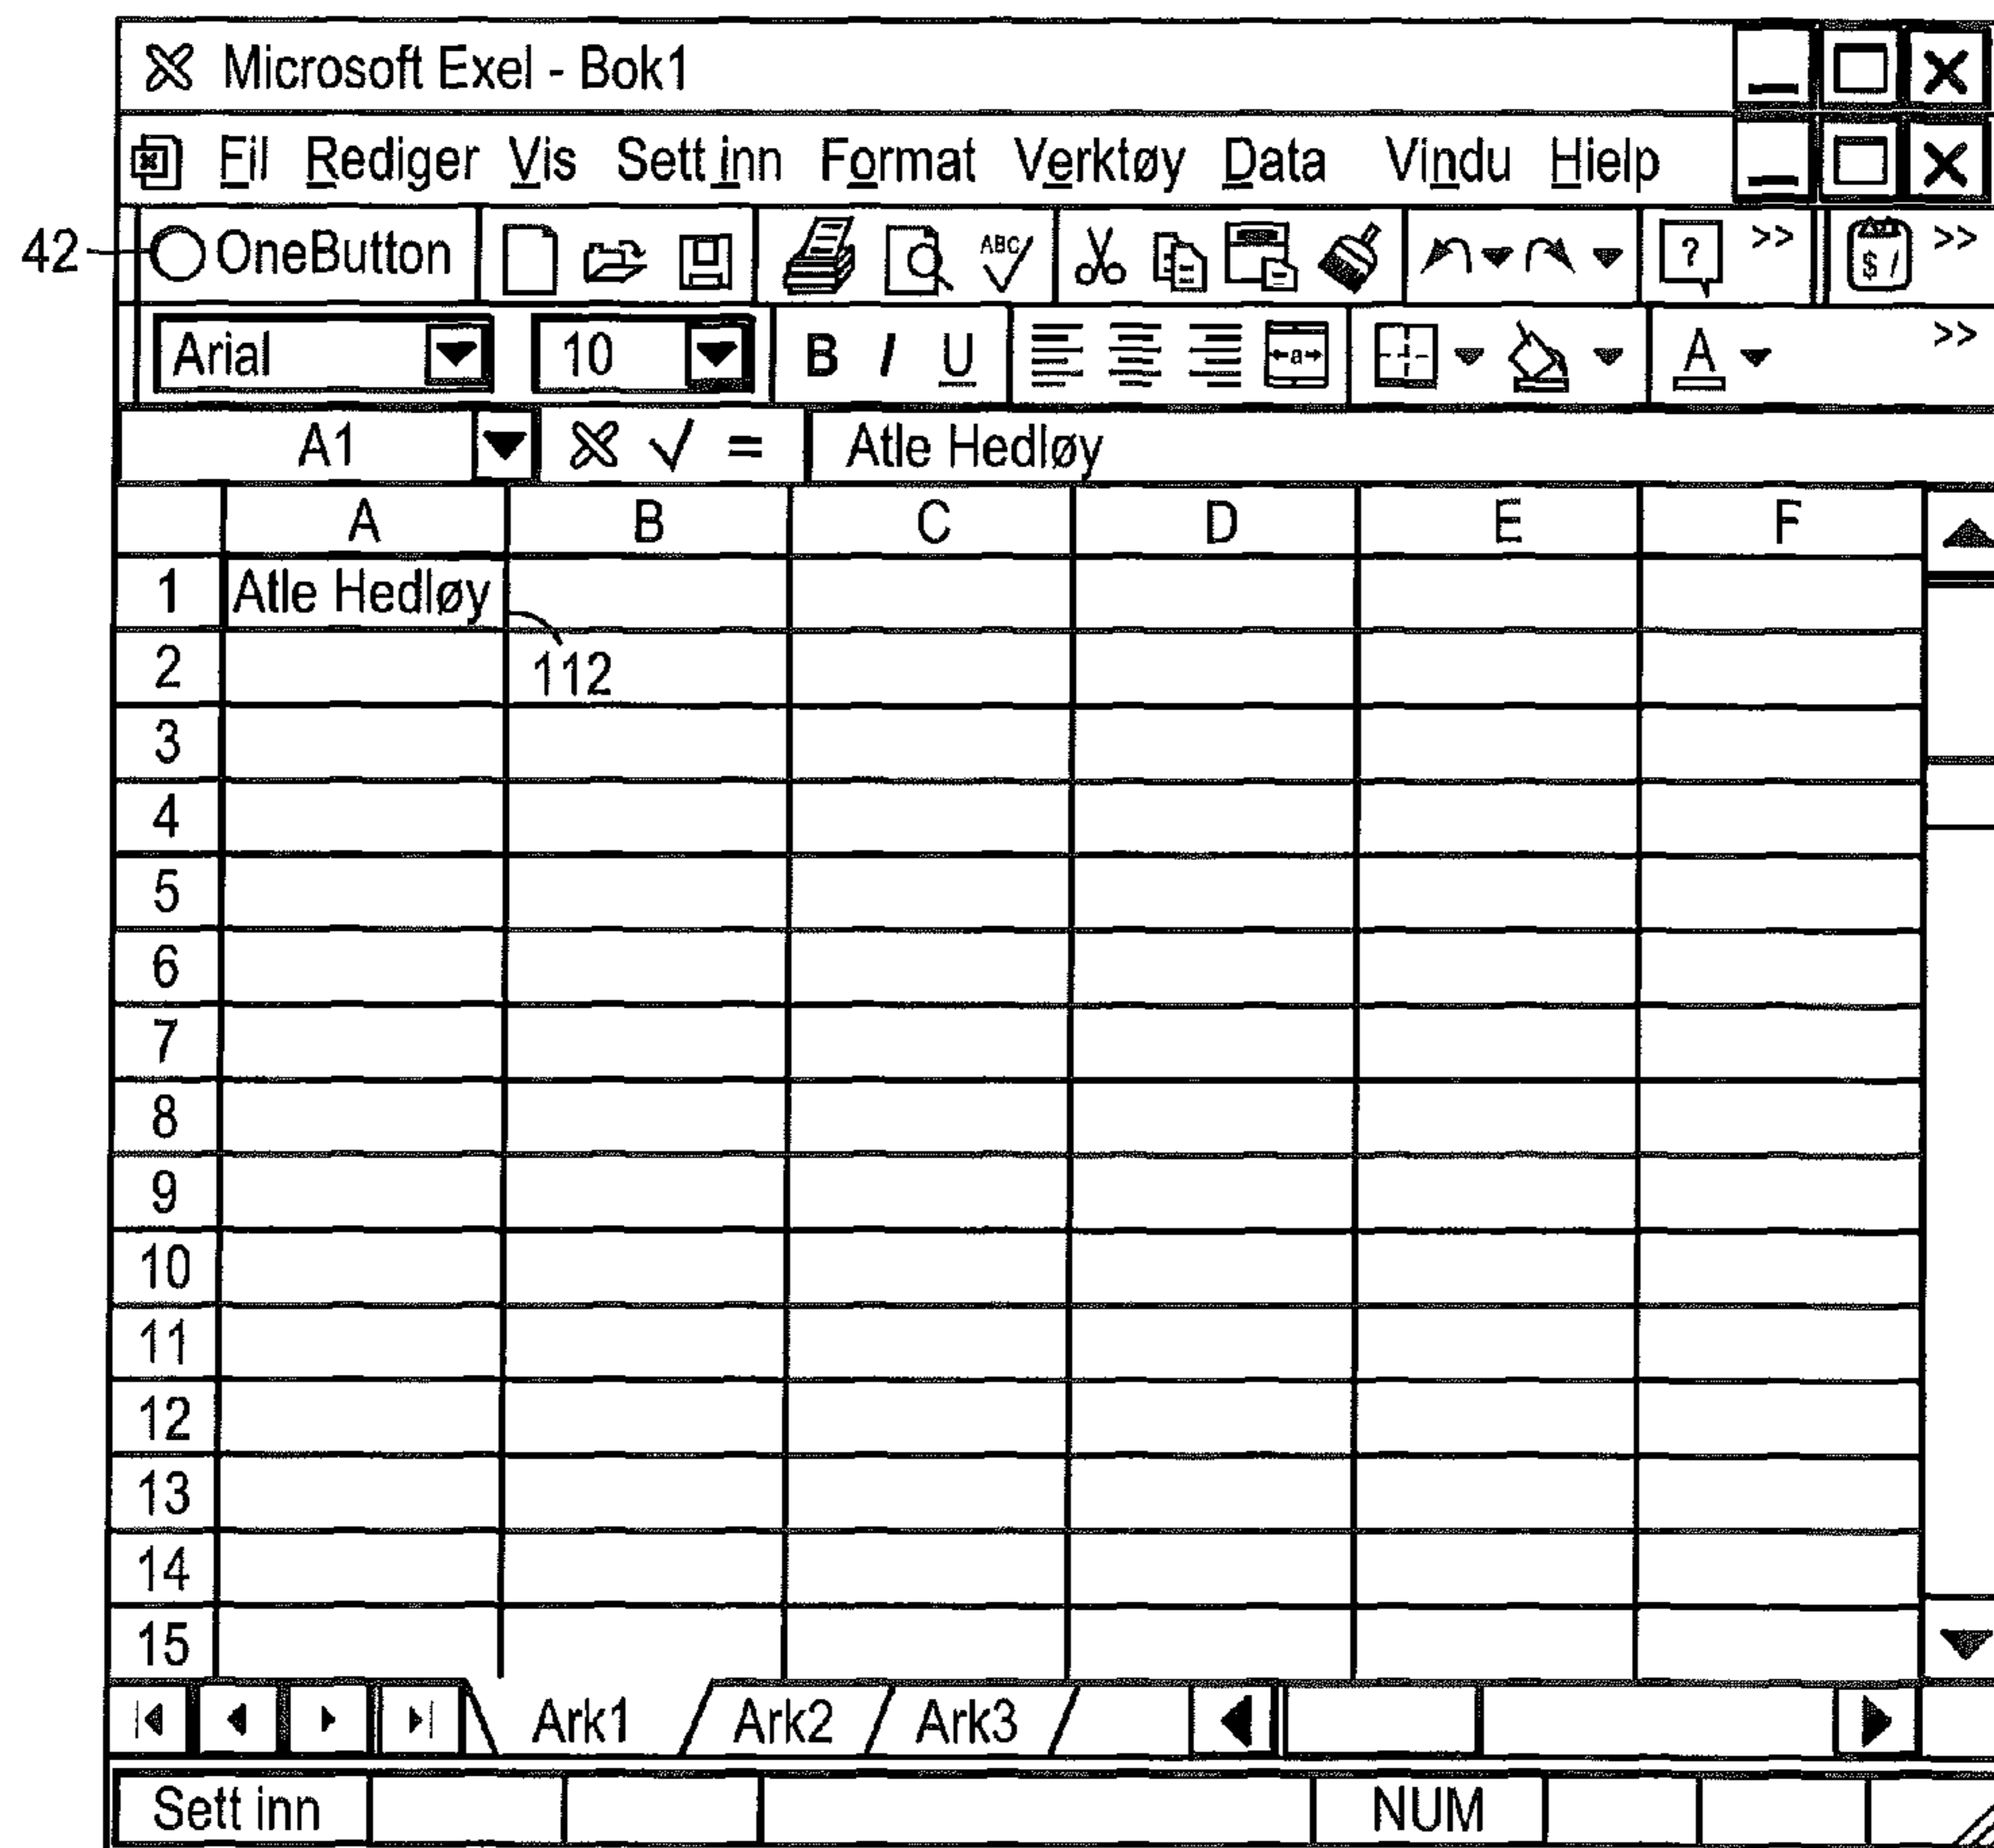 Microsoft Exel - Bok1
Fil Rediger Vis Sett inn Format Verktøy Data Vindu Hielp
42 OneButton ABC ? >> $ / >>
Arial 10 B I U a A >>
A1 = Atle Hedløy
A B C D E F
1 Atle Hedløy
2 112
3
4
5
6
7
8
9
10
11
12
13
14
15
Ark1 Ark2 Ark3
Sett inn NUM